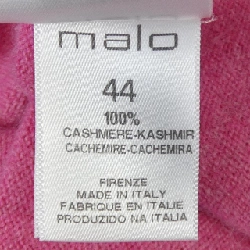 malo
44
100%
CASHMERE-KASHMIR
CACHEMIRE-CACHEMIRA
FIRENZE
MADE IN ITALY
FABRIQUE EN ITALIE
PRODUZIDO NA ITALIA